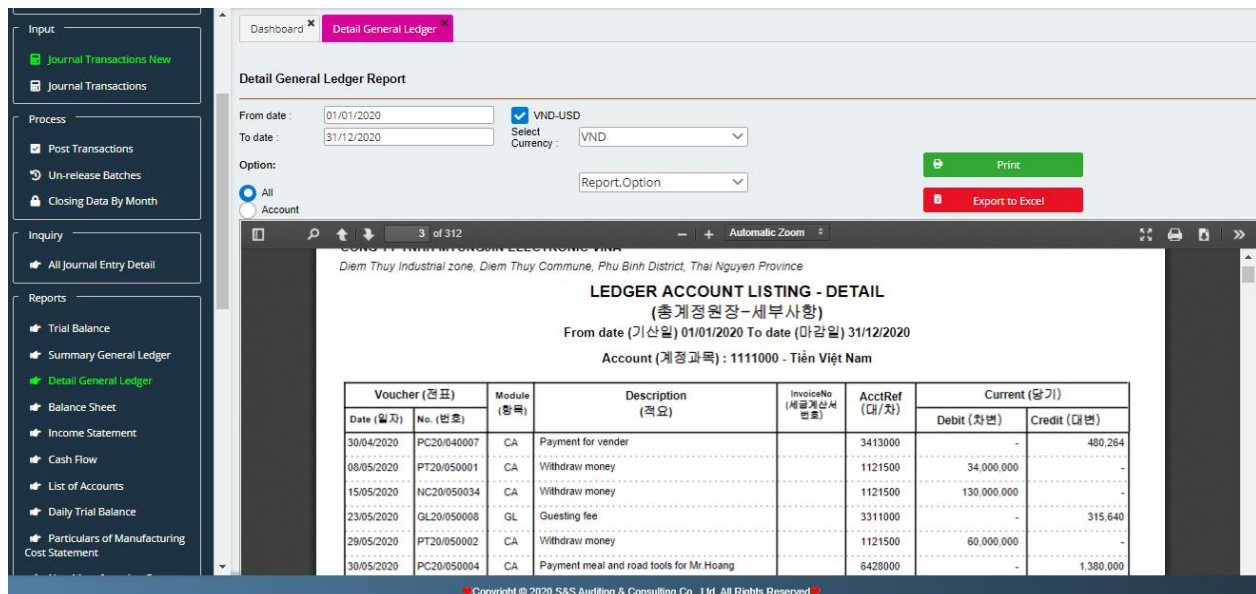 Input
Journal Transactions New
Journal Transactions
Process
Post Transactions
Un-release Batches
Closing Data By Month
Inquiry
All Journal Entry Detail
Reports
Trial Balance
Summary General Ledger
Detail General Ledger
Balance Sheet
Income Statement
Cash Flow
List of Accounts
Daily Trial Balance
Particulars of Manufacturing
Cost Statement
Dashboard
Detail General Ledger
Detail General Ledger Report
From date : 01/01/2020 VND-USD
To date : 31/12/2020 Select Currency : VND
Option:
Report.Option
All
Account
Print
Export to Excel
3 of 312 Automatic Zoom
Diem Thuy Industrial zone, Diem Thuy Commune, Phu Binh District, Thai Nguyen Province
LEDGER ACCOUNT LISTING - DETAIL
(총계정원장-세부사항)
From date (기산일) 01/01/2020 To date (마감일) 31/12/2020
Account (계정과목) : 1111000 - Tiền Việt Nam
Voucher (전표) Module (항목) Description (적요) InvoiceNo (세금계산서 번호) AcctRef (대/차) Current (당기)
Date (일자) No. (번호) Debit (차변) Credit (대변)
30/04/2020 PC20/040007 CA Payment for vender 3413000 - 480,264
08/05/2020 PT20/050001 CA Withdraw money 1121500 34,000,000 -
15/05/2020 NC20/050034 CA Withdraw money 1121500 130,000,000 -
23/05/2020 GL20/050008 GL Guesting fee 3311000 - 315,640
29/05/2020 PT20/050002 CA Withdraw money 1121500 60,000,000 -
30/05/2020 PC20/050004 CA Payment meal and road tools for Mr.Hoang 6428000 - 1,380,000
Copyright @ 2020 S&S Auditing & Consulting Co., Ltd. All Rights Reserved